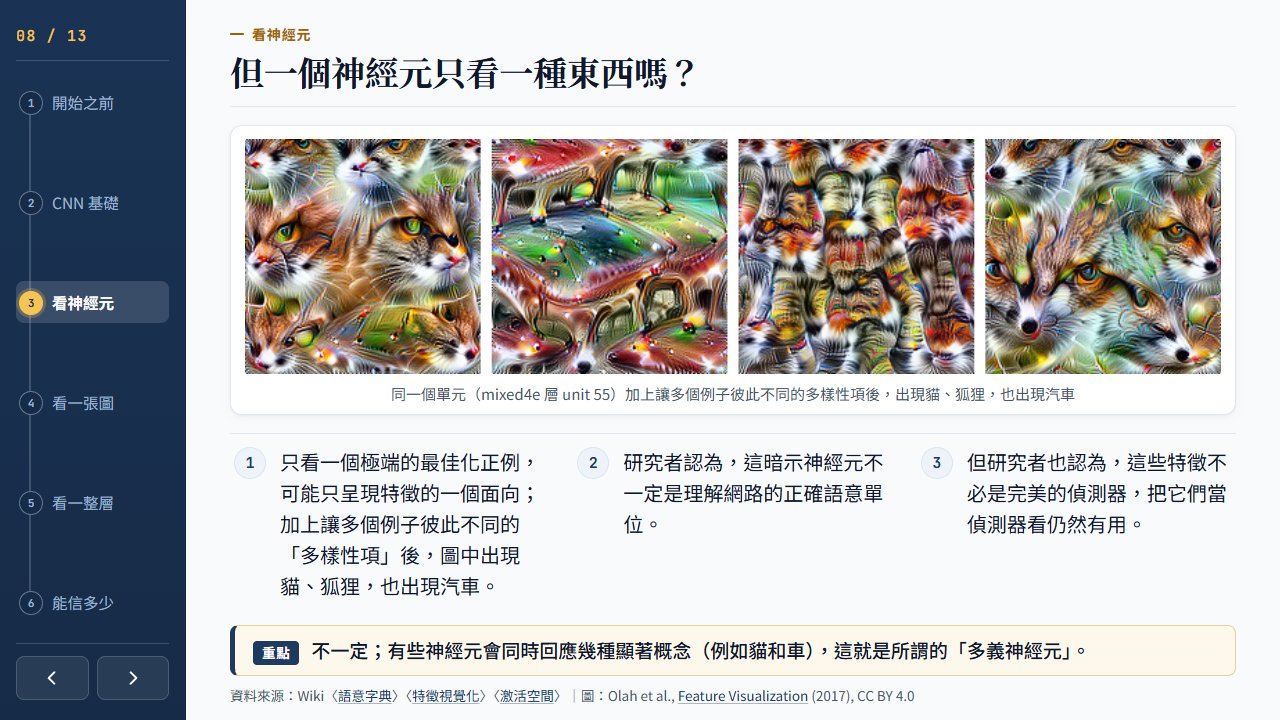 08 / 13
1 開始之前
2 CNN 基礎
3 看神經元
4 看一張圖
5 看一整層
6 能信多少
看神經元
但一個神經元只看一種東西嗎？
同一個單元（mixed4e 層 unit 55）加上讓多個例子彼此不同的多樣性項後，出現貓、狐狸，也出現汽車
1 只看一個極端的最佳化正例，
可能只呈現特徵的一個面向；
加上讓多個例子彼此不同的
「多樣性項」後，圖中出現
貓、狐狸，也出現汽車。
2 研究者認為，這暗示神經元不
一定是理解網路的正確語意單
位。
3 但研究者也認為，這些特徵不
必是完美的偵測器，把它們當
偵測器看仍然有用。
重點 不一定；有些神經元會同時回應幾種顯著概念（例如貓和車），這就是所謂的「多義神經元」。
資料來源：Wiki〈語意字典〉〈特徵視覺化〉〈激活空間〉｜圖：Olah et al., Feature Visualization (2017), CC BY 4.0